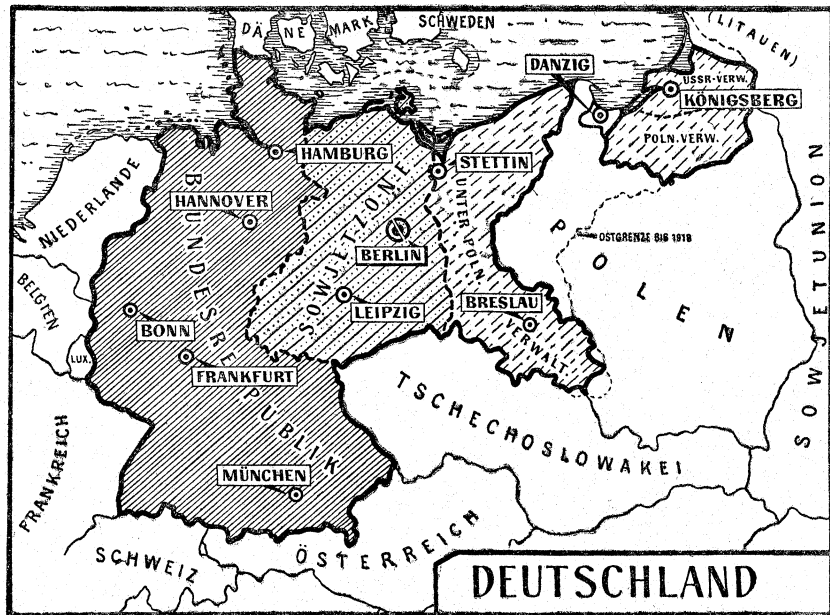 DÄNEMARK
SCHWEDEN
(LITAUEN)
DANZIG
USSR-VERW.
KÖNIGSBERG
POLN. VERW.
HAMBURG
STETTIN
NIEDERLANDE
HANNOVER
BUNDESREPUBLIK
SOWJETZONE
UNTER POLN.
VERWALT.
POLEN
OSTGRENZE BIS 1918
SOWJETUNION
BERLIN
BELGIEN
LEIPZIG
BRESLAU
BONN
LUX.
FRANKFURT
TSCHECHOSLOWAKEI
FRANKREICH
MÜNCHEN
SCHWEIZ
ÖSTERREICH
DEUTSCHLAND